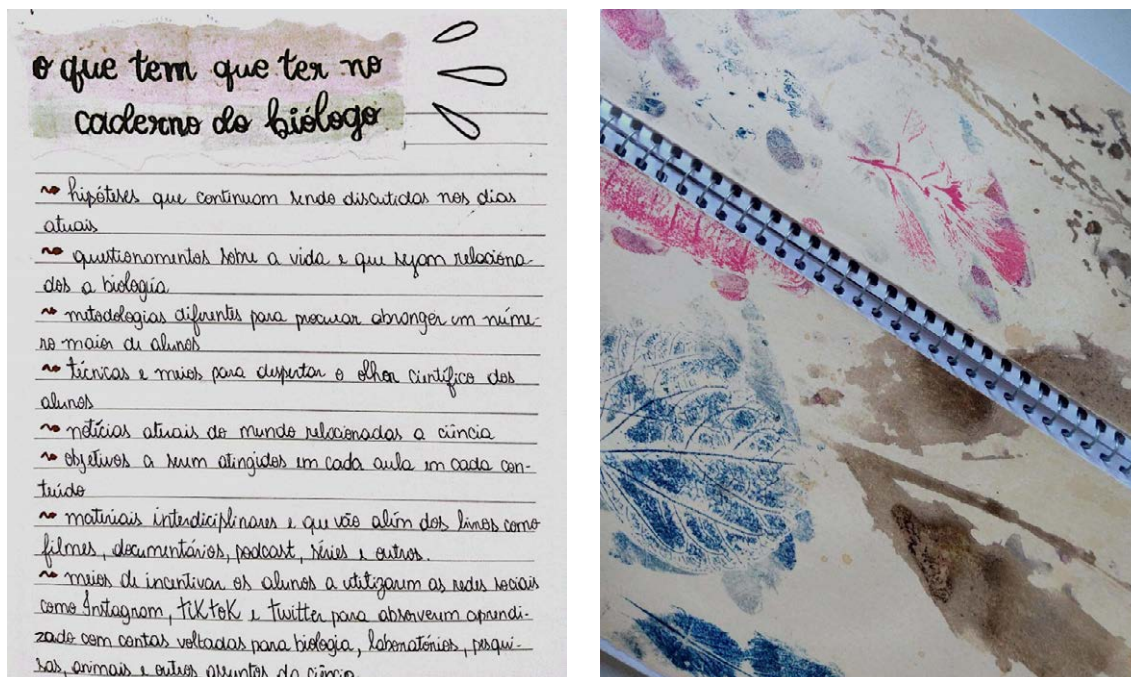 o que tem que ter no
caderno do biólogo
hipóteses que continuam sendo discutidas nos dias
atuais
questionamentos sobre a vida e que sejam relaciona-
dos a biologia
metodologias diferentes para procurar abranger um núme-
ro maior de alunos
técnicas e meios para despertar o olhar científico dos
alunos
notícias atuais do mundo relacionadas a ciência
objetivos a serem atingidos em cada aula em cada con-
teúdo
materiais interdiciplinares e que vão além dos livros como
filmes, documentários, podcast, séries e outros.
meios de incentivar os alunos a utilizarem as redes sociais
como Instagram, tiktok e twitter para absorverem aprendi-
zado com contas voltadas para biologia, laboratórios, pesqui-
sas, animais e outros assuntos da ciência